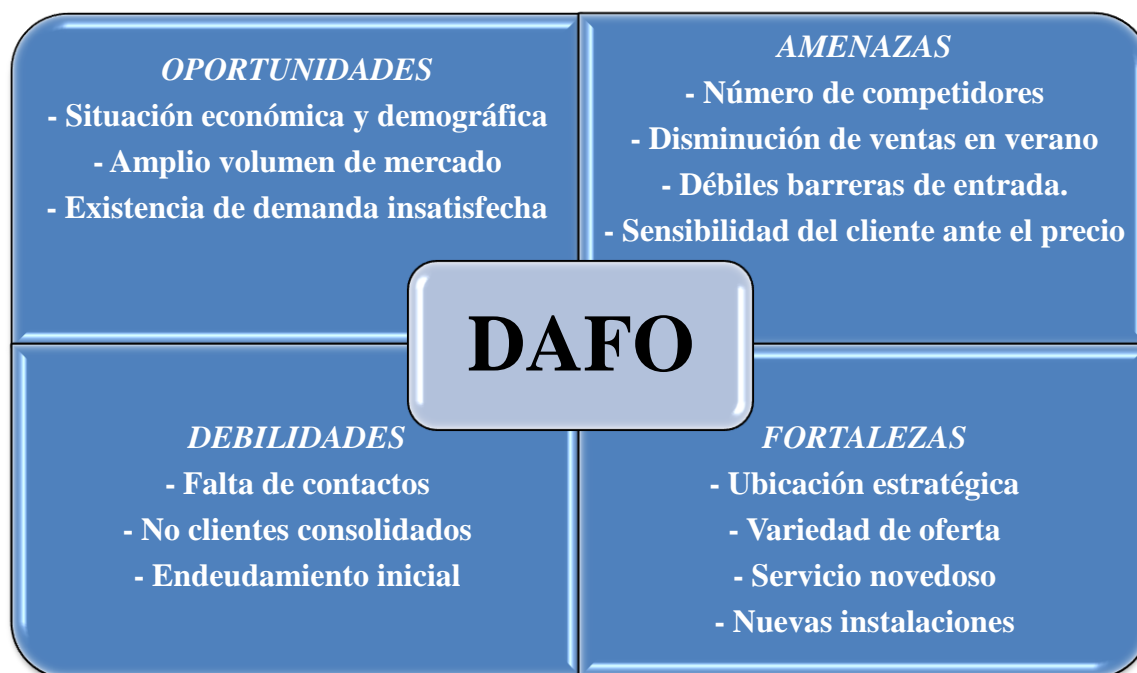 OPORTUNIDADES
- Situación económica y demográfica
- Amplio volumen de mercado
- Existencia de demanda insatisfecha
AMENAZAS
- Número de competidores
- Disminución de ventas en verano
- Débiles barreras de entrada.
- Sensibilidad del cliente ante el precio
DAFO
DEBILIDADES
- Falta de contactos
- No clientes consolidados
- Endeudamiento inicial
FORTALEZAS
- Ubicación estratégica
- Variedad de oferta
- Servicio novedoso
- Nuevas instalaciones